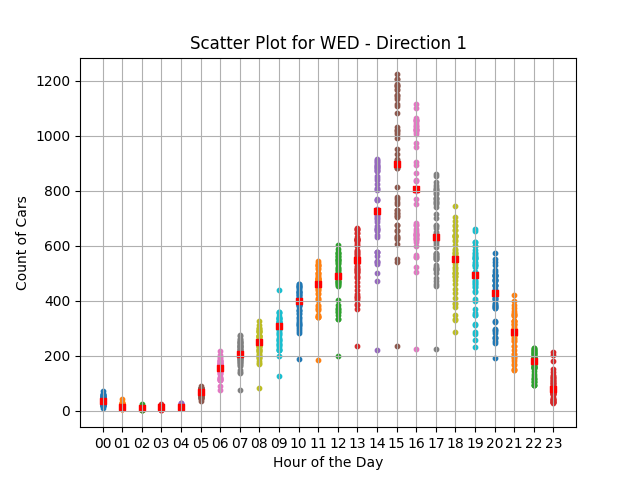 Scatter Plot for WED - Direction 1
Count of Cars
1200
1000
800
600
400
200
0
00 01 02 03 04 05 06 07 08 09 10 11 12 13 14 15 16 17 18 19 20 21 22 23
Hour of the Day